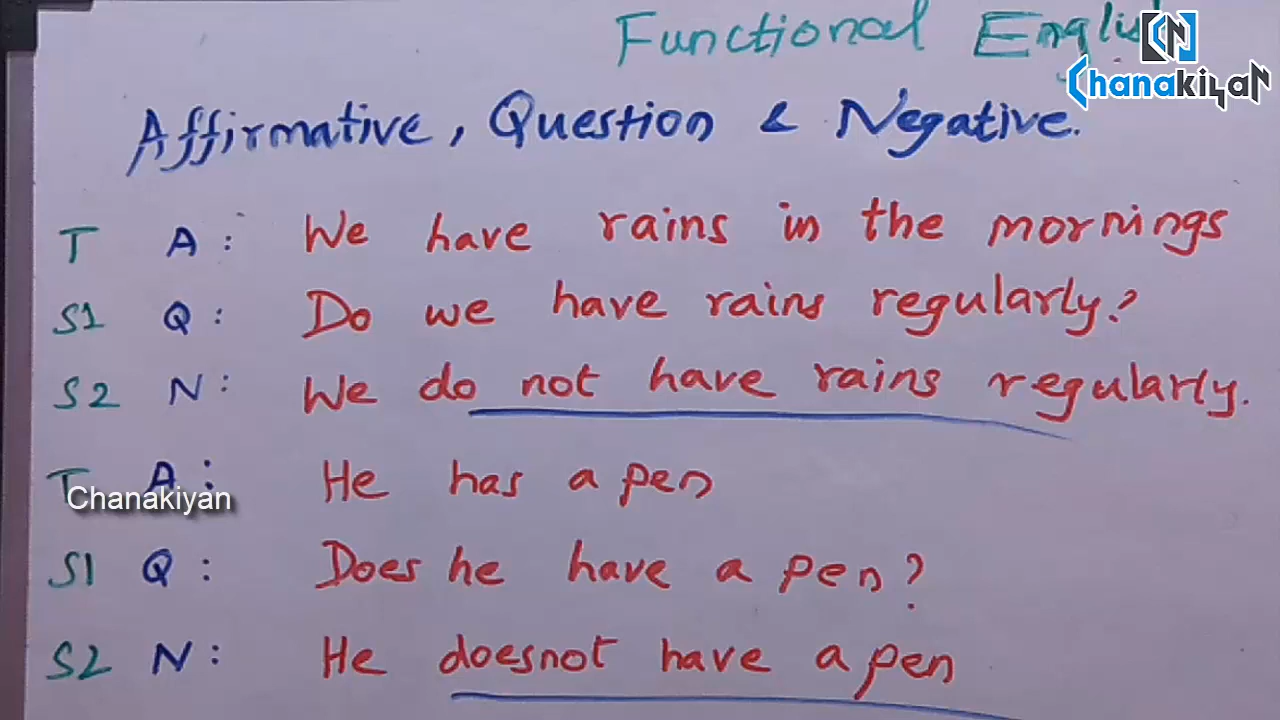 Functional English
CN
Chanakiyan
Affirmative, Question & Negative.
T A: We have rains in the mornings
S1 Q: Do we have rains regularly?
S2 N: We do not have rains regularly.
T A: He has a pen
Chanakiyan
S1 Q: Does he have a pen?
S2 N: He doesnot have a pen